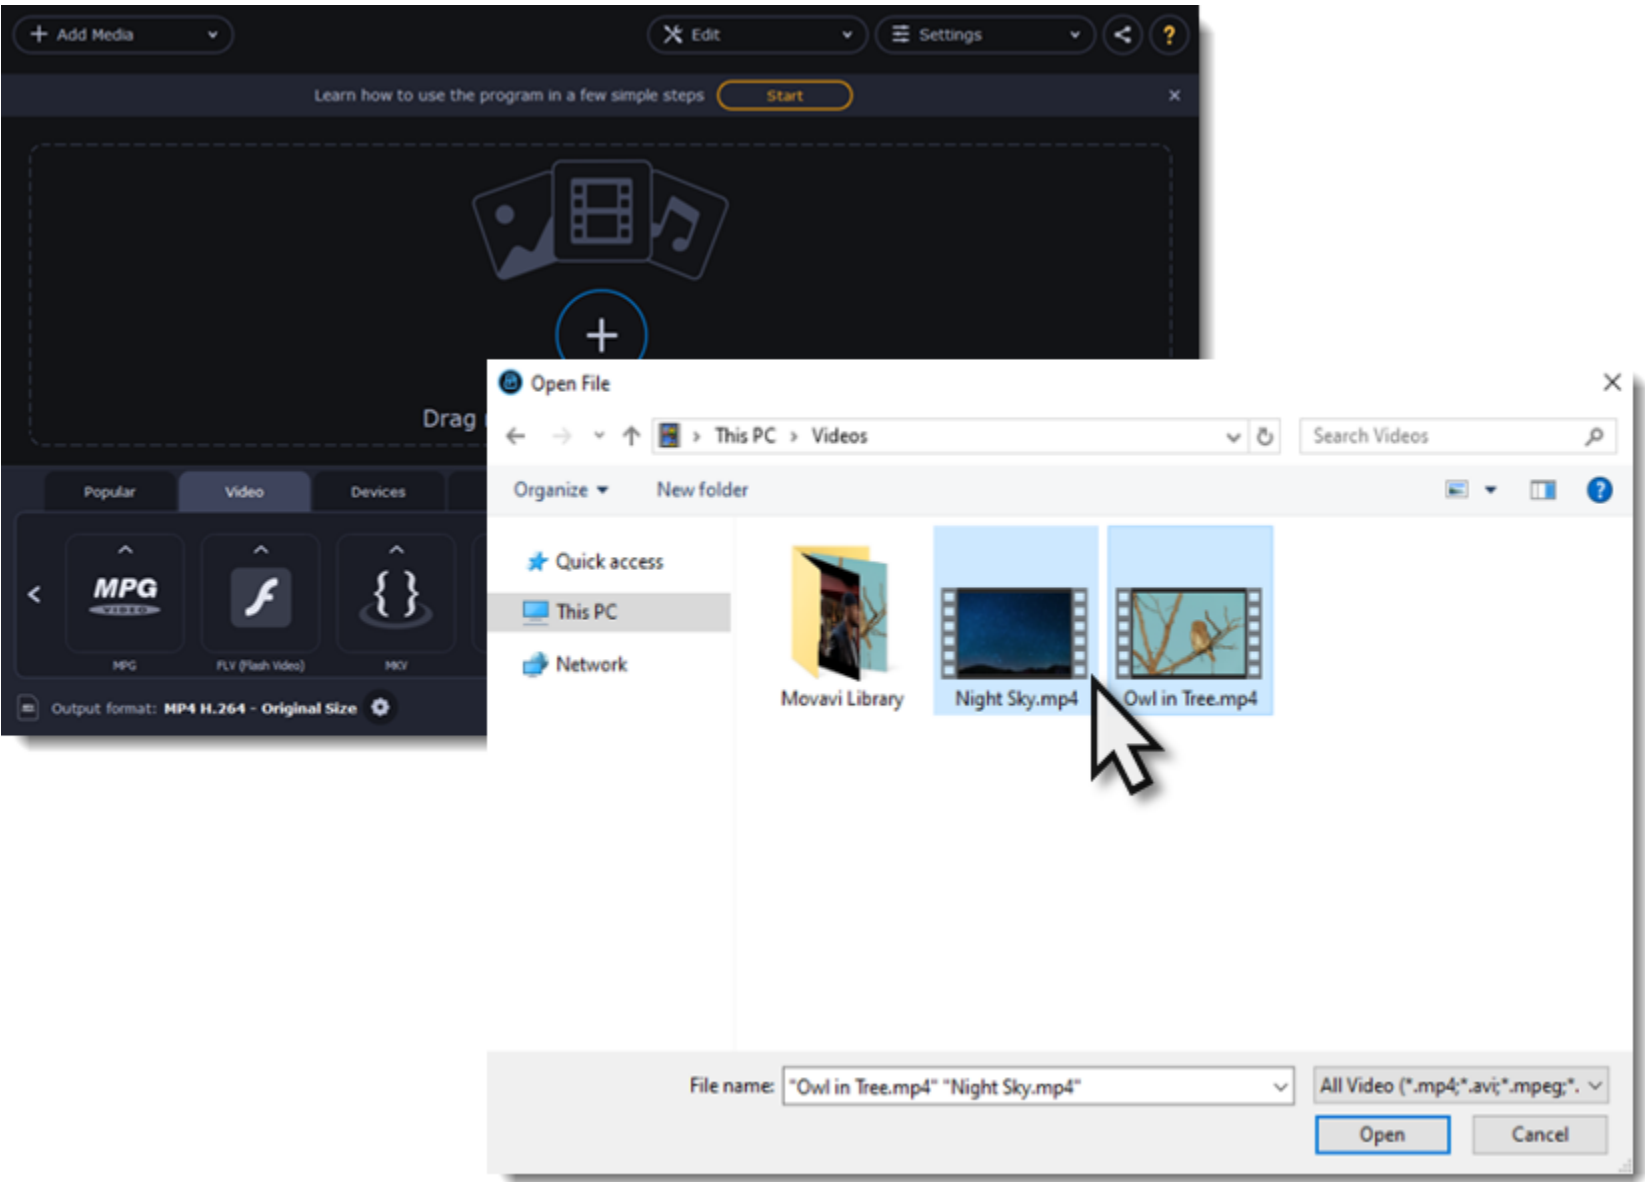 Add Media
Edit
Settings
?
Learn how to use the program in a few simple steps
Start
Drag
Popular
Video
Devices
MPG
VIDEO
MPG
FLV (Flash Video)
MKV
Output format: MP4 H.264 - Original Size
Open File
This PC > Videos
Search Videos
Organize
New folder
?
Quick access
This PC
Network
Movavi Library
Night Sky.mp4
Owl in Tree.mp4
File name:
"Owl in Tree.mp4" "Night Sky.mp4"
All Video (*.mp4;*.avi;*.mpeg;*.
Open
Cancel